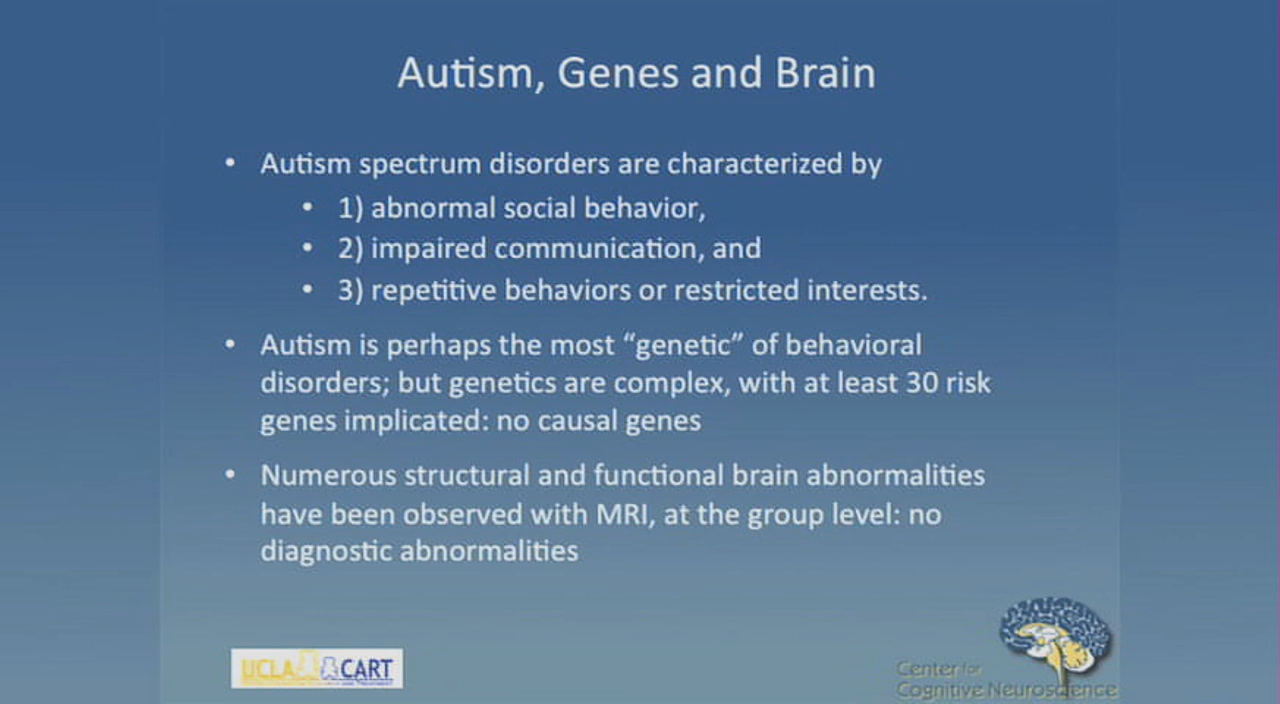 Autism, Genes and Brain
• Autism spectrum disorders are characterized by
• 1) abnormal social behavior,
• 2) impaired communication, and
• 3) repetitive behaviors or restricted interests.
• Autism is perhaps the most “genetic” of behavioral
disorders; but genetics are complex, with at least 30 risk
genes implicated: no causal genes
• Numerous structural and functional brain abnormalities
have been observed with MRI, at the group level: no
diagnostic abnormalities
UCLA CART
Center for
Cognitive Neuroscience